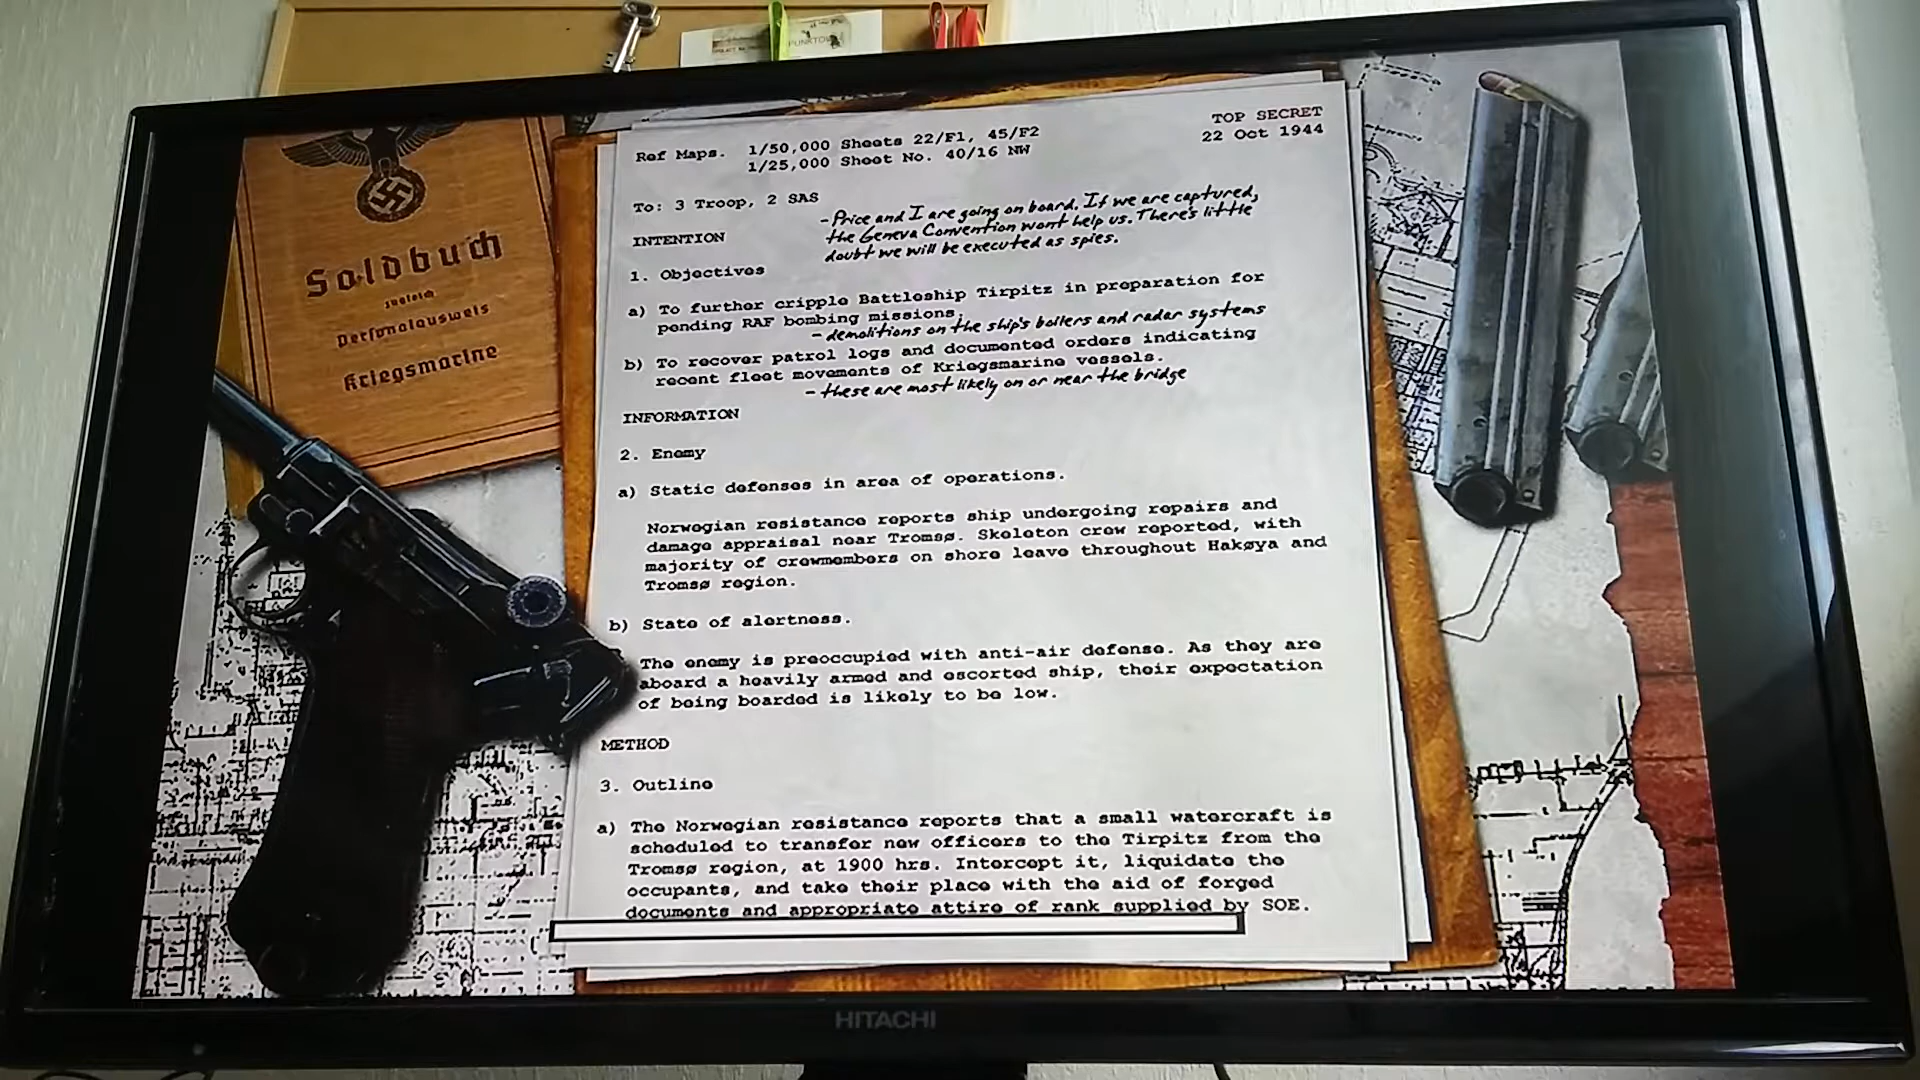 PUNKTOW
Soldbuch
zugleich
Personalausweis
Kriegsmarine
TOP SECRET
22 Oct 1944
Ref Maps. 1/50,000 Sheets 22/F1, 45/F2
1/25,000 Sheet No. 40/16 NW
To: 3 Troop, 2 SAS
- Price and I are going on board. If we are captured,
the Geneva Convention wont help us. There's little
doubt we will be executed as spies.
INTENTION
1. Objectives
a) To further cripple Battleship Tirpitz in preparation for
pending RAF bombing missions.
- demolitions on the ship's boilers and radar systems
b) To recover patrol logs and documented orders indicating
recent fleet movements of Kriegsmarine vessels.
- these are most likely on or near the bridge
INFORMATION
2. Enemy
a) Static defenses in area of operations.
Norwegian resistance reports ship undergoing repairs and
damage appraisal near Tromsø. Skeleton crew reported, with
majority of crewmembers on shore leave throughout Hakøya and
Tromsø region.
b) State of alertness.
The enemy is preoccupied with anti-air defense. As they are
aboard a heavily armed and escorted ship, their expectation
of being boarded is likely to be low.
METHOD
3. Outline
a) The Norwegian resistance reports that a small watercraft is
scheduled to transfer new officers to the Tirpitz from the
Tromsø region, at 1900 hrs. Intercept it, liquidate the
occupants, and take their place with the aid of forged
documents and appropriate attire of rank supplied by SOE.
HITACHI